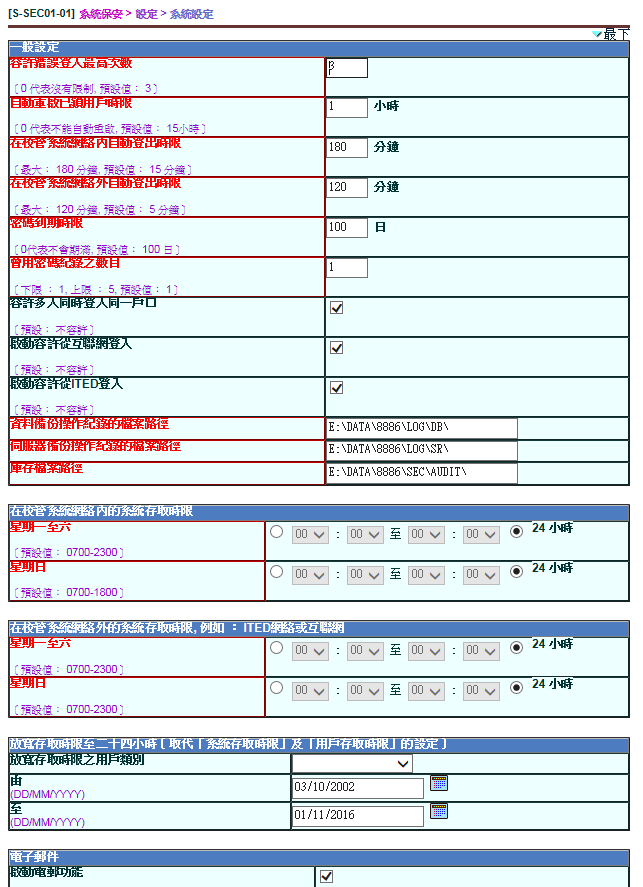 [S-SEC01-01] 系統保安 > 設定 > 系統設定
最下
一般設定
容許錯誤登入最高次數
〔0 代表沒有限制, 預設值： 3〕
自動重啟已鎖用戶時限
1 小時
〔0 代表不能自動重啟, 預設值： 15小時〕
在校管系統網絡內自動登出時限
180 分鐘
〔最大： 180 分鐘, 預設值： 15 分鐘〕
在校管系統網絡外自動登出時限
120 分鐘
〔最大： 120 分鐘, 預設值： 5 分鐘〕
密碼到期時限
100 日
〔0代表不會期滿, 預設值： 100 日〕
曾用密碼紀錄之數目
1
〔下限 ： 1, 上限 ： 5, 預設值： 1〕
容許多人同時登入同一戶口
〔預設： 不容許〕
啟動容許從互聯網登入
〔預設： 不容許〕
啟動容許從ITED登入
〔預設： 不容許〕
資料備份操作紀錄的檔案路徑 E:\DATA\8886\LOG\DB\
伺服器備份操作紀錄的檔案路徑 E:\DATA\8886\LOG\SR\
庫存檔案路徑 E:\DATA\8886\SEC\AUDIT\
在校管系統網絡內的系統存取時限
星期一至六
00 : 00 至 00 : 00 24 小時
〔預設值： 0700-2300〕
星期日
00 : 00 至 00 : 00 24 小時
〔預設值： 0700-1800〕
在校管系統網絡外的系統存取時限, 例如 ： ITED網絡或互聯網
星期一至六
00 : 00 至 00 : 00 24 小時
〔預設值： 0700-2300〕
星期日
00 : 00 至 00 : 00 24 小時
〔預設值： 0700-2300〕
放寬存取時限至二十四小時〔取代「系統存取時限」及「用戶存取時限」的設定〕
放寬存取時限之用戶類別
由
(DD/MM/YYYY)
03/10/2002
至
(DD/MM/YYYY)
01/11/2016
電子郵件
啟動電郵功能